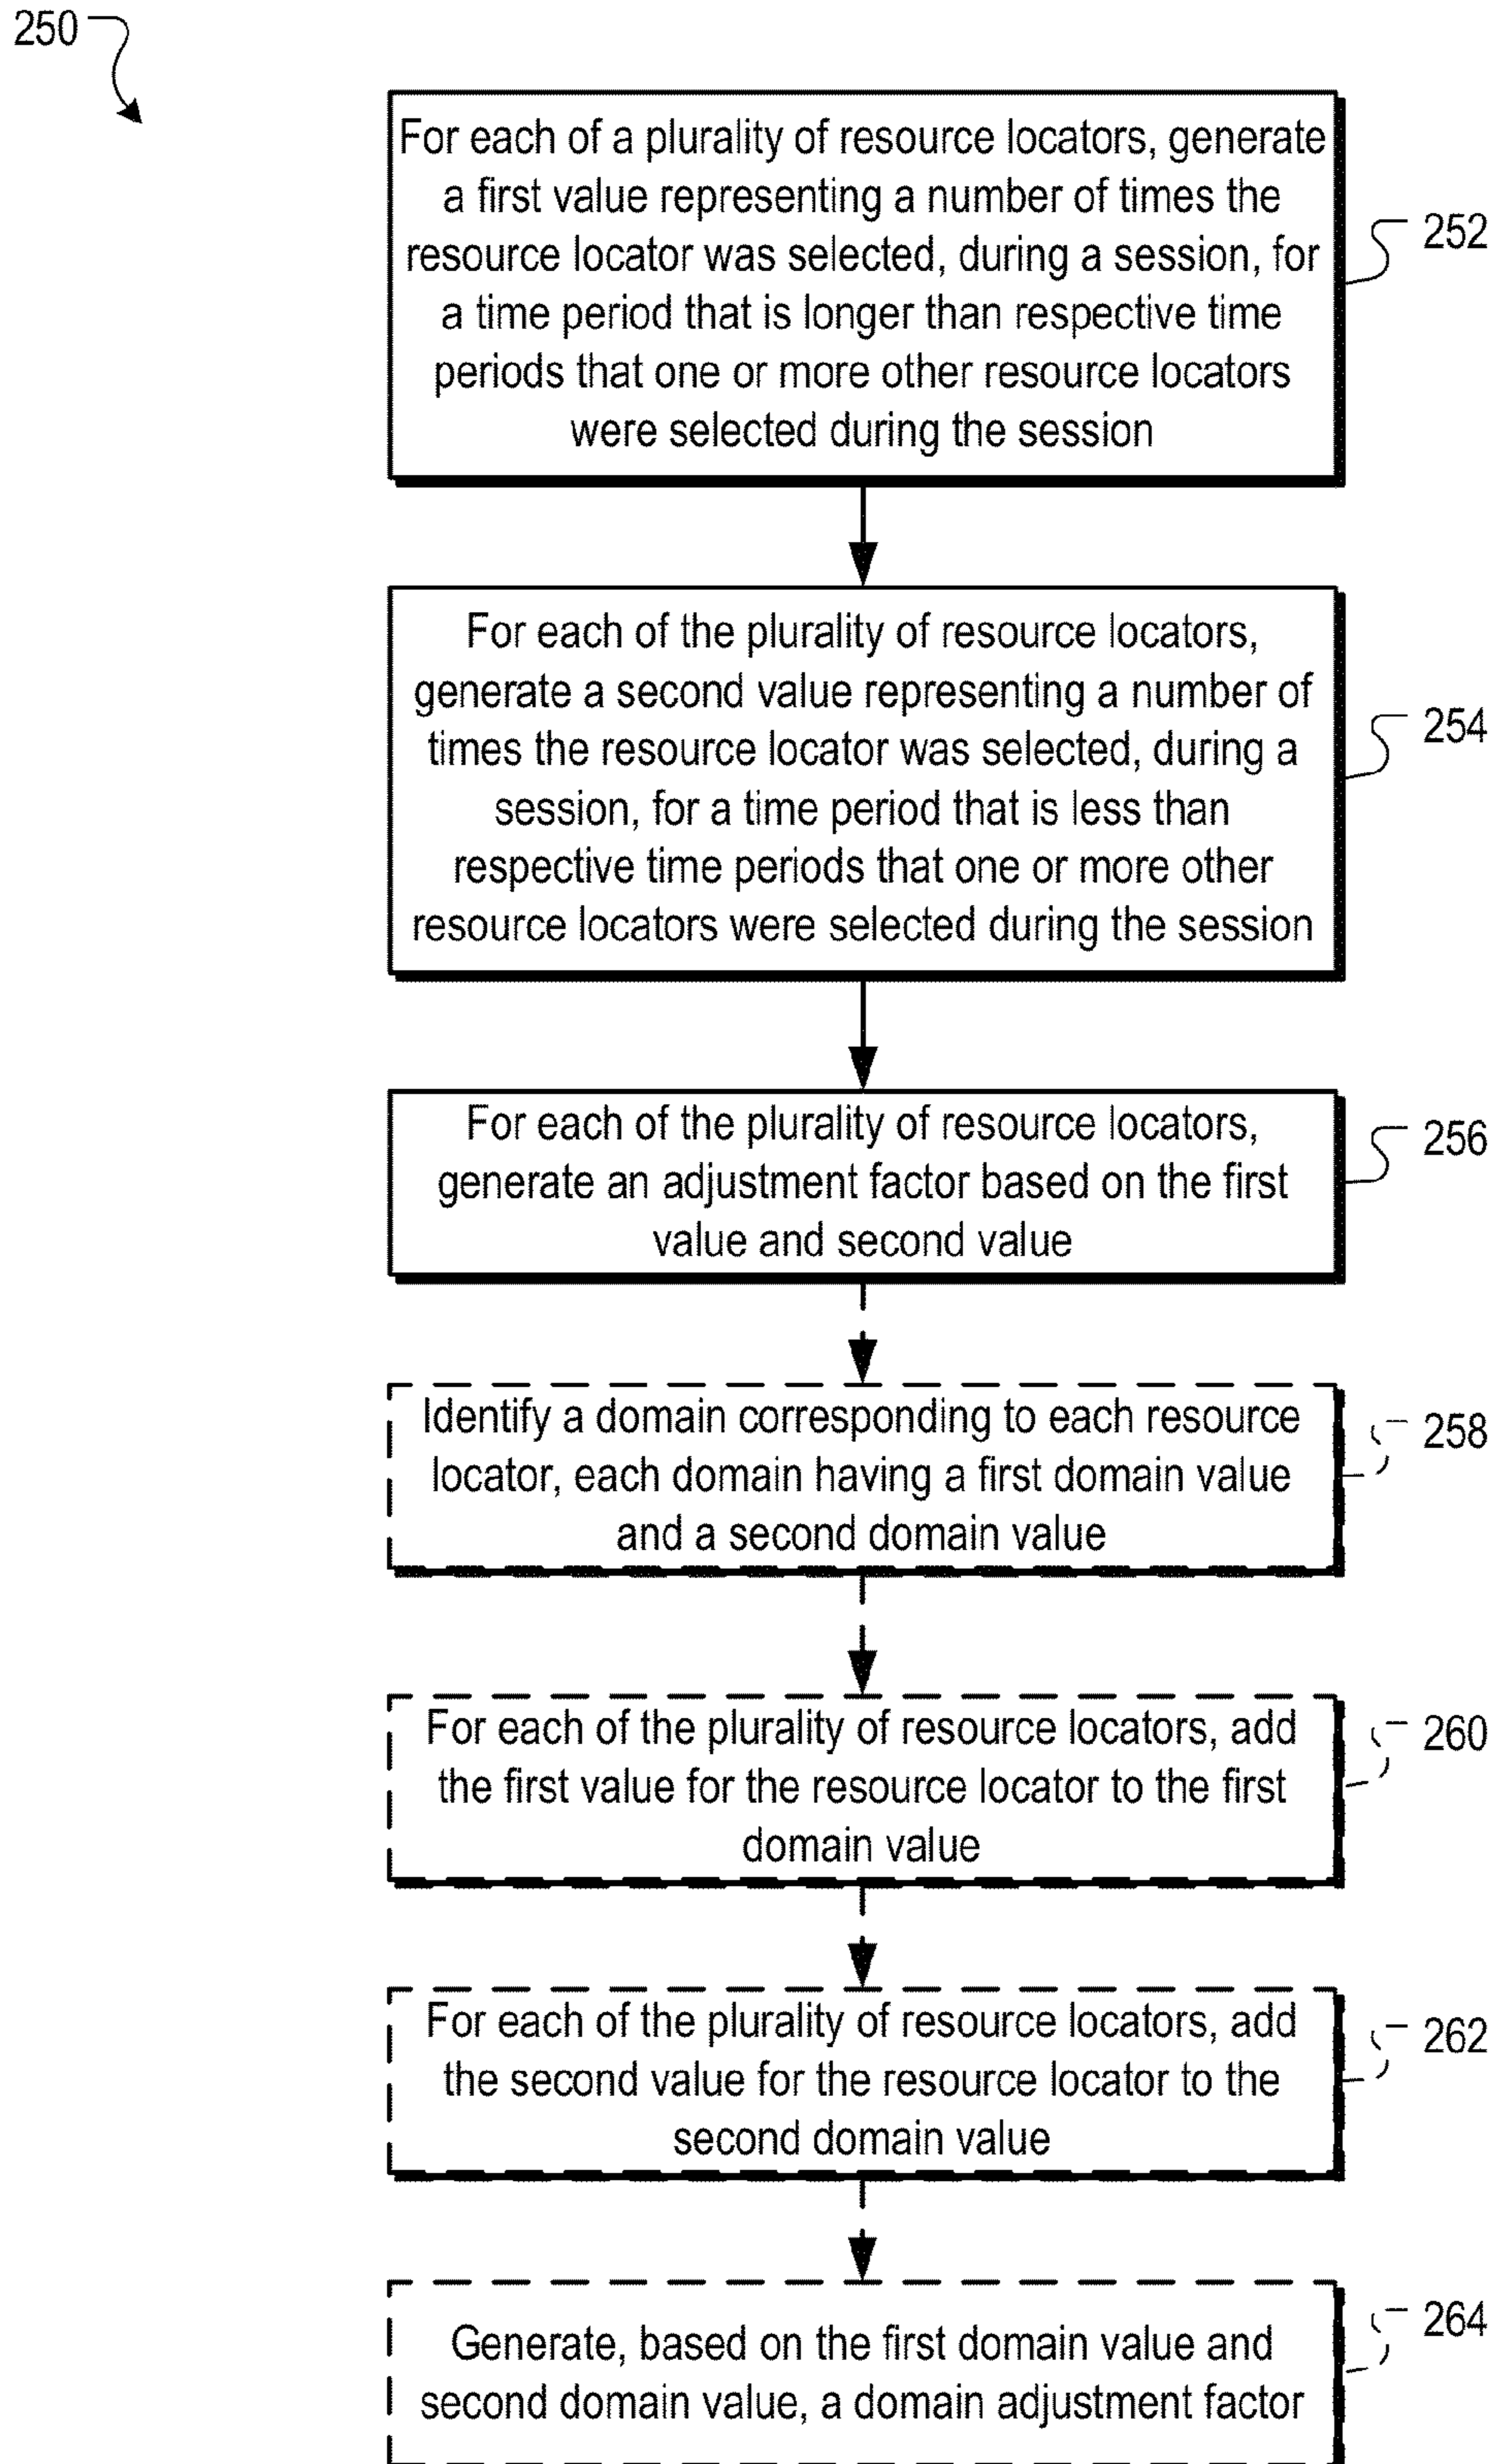 250
For each of a plurality of resource locators, generate
a first value representing a number of times the
resource locator was selected, during a session, for
a time period that is longer than respective time
periods that one or more other resource locators
were selected during the session
252
For each of the plurality of resource locators,
generate a second value representing a number of
times the resource locator was selected, during a
session, for a time period that is less than
respective time periods that one or more other
resource locators were selected during the session
254
For each of the plurality of resource locators,
generate an adjustment factor based on the first
value and second value
256
Identify a domain corresponding to each resource
locator, each domain having a first domain value
and a second domain value
258
For each of the plurality of resource locators, add
the first value for the resource locator to the first
domain value
260
For each of the plurality of resource locators, add
the second value for the resource locator to the
second domain value
262
Generate, based on the first domain value and
second domain value, a domain adjustment factor
264